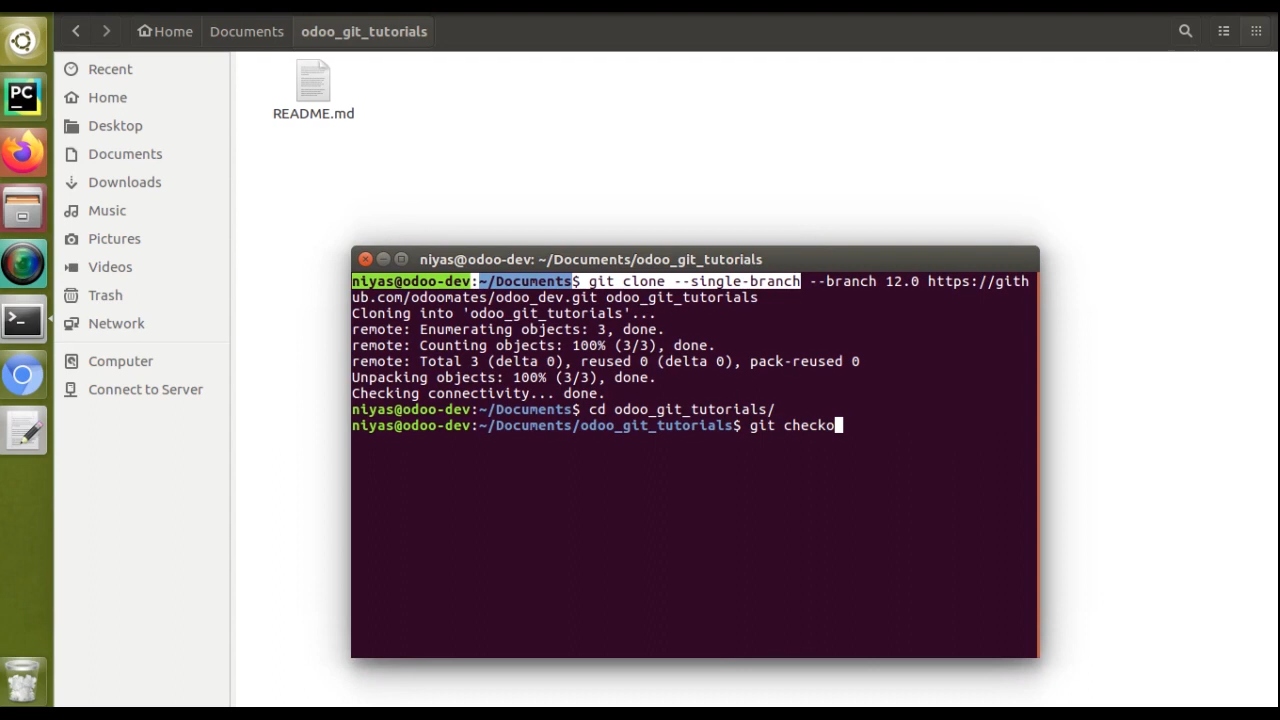 Home Documents odoo_git_tutorials
PC
Recent
Home
Desktop
Documents
Downloads
Music
Pictures
Videos
Trash
Network
Computer
Connect to Server
README.md
niyas@odoo-dev: ~/Documents/odoo_git_tutorials
niyas@odoo-dev:~/Documents$ git clone --single-branch --branch 12.0 https://gith
ub.com/odoomates/odoo_dev.git odoo_git_tutorials
Cloning into 'odoo_git_tutorials'...
remote: Enumerating objects: 3, done.
remote: Counting objects: 100% (3/3), done.
remote: Total 3 (delta 0), reused 0 (delta 0), pack-reused 0
Unpacking objects: 100% (3/3), done.
Checking connectivity... done.
niyas@odoo-dev:~/Documents$ cd odoo_git_tutorials/
niyas@odoo-dev:~/Documents/odoo_git_tutorials$ git checko